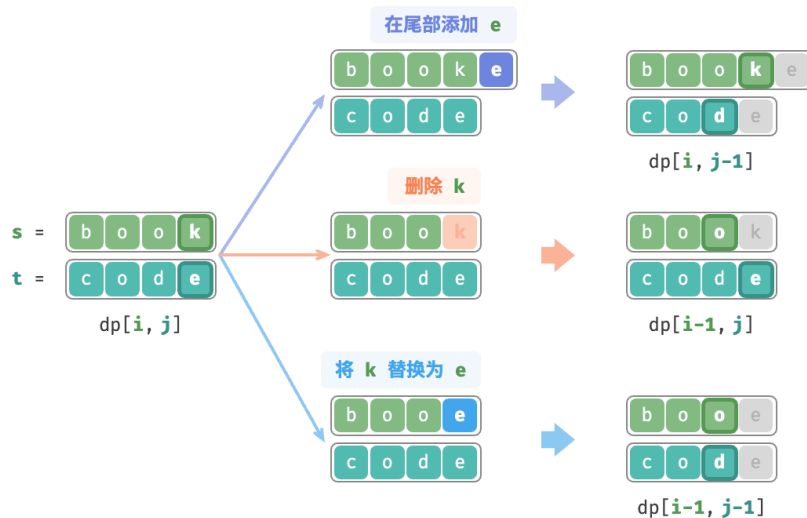 在尾部添加 e
b o o k e
c o d e
b o o k e
c o d e
dp[i, j-1]
删除 k
s = b o o k
t = c o d e
dp[i, j]
b o o k
c o d e
b o o k
c o d e
dp[i-1, j]
将 k 替换为 e
b o o e
c o d e
b o o e
c o d e
dp[i-1, j-1]